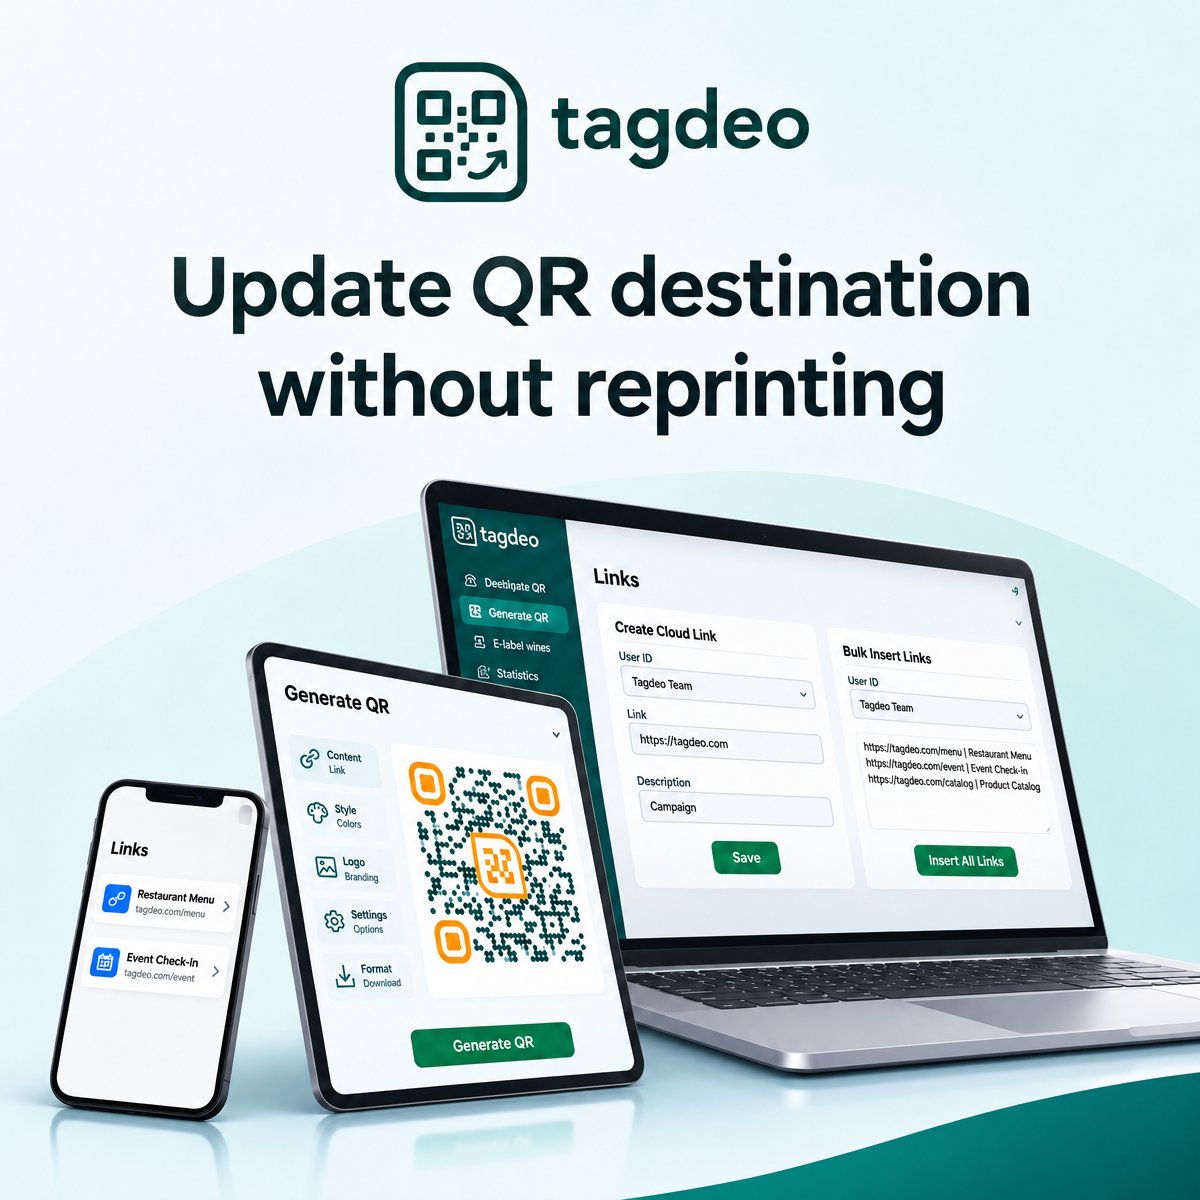 tagdeo
Update QR destination
without reprinting
tagdeo
Generate QR
E-label wines
Statistics
Links
Create Cloud Link
User ID
Tagdeo Team
Link
https://tagdeo.com
Description
Campaign
Save
Bulk Insert Links
User ID
Tagdeo Team
https://tagdeo.com/menu | Restaurant Menu
https://tagdeo.com/event | Event Check-in
https://tagdeo.com/catalog | Product Catalog
Insert All Links
Generate QR
Content
Link
Style
Colors
Logo
Branding
Settings
Options
Format
Download
Generate QR
Links
Restaurant Menu
tagdeo.com/menu
Event Check-In
tagdeo.com/event